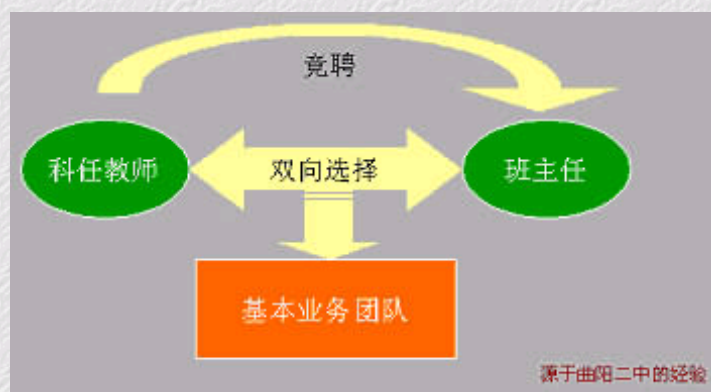 竟聘
科任教师
双向选择
班主任
基本业务团队
源于曲阳二中的经验